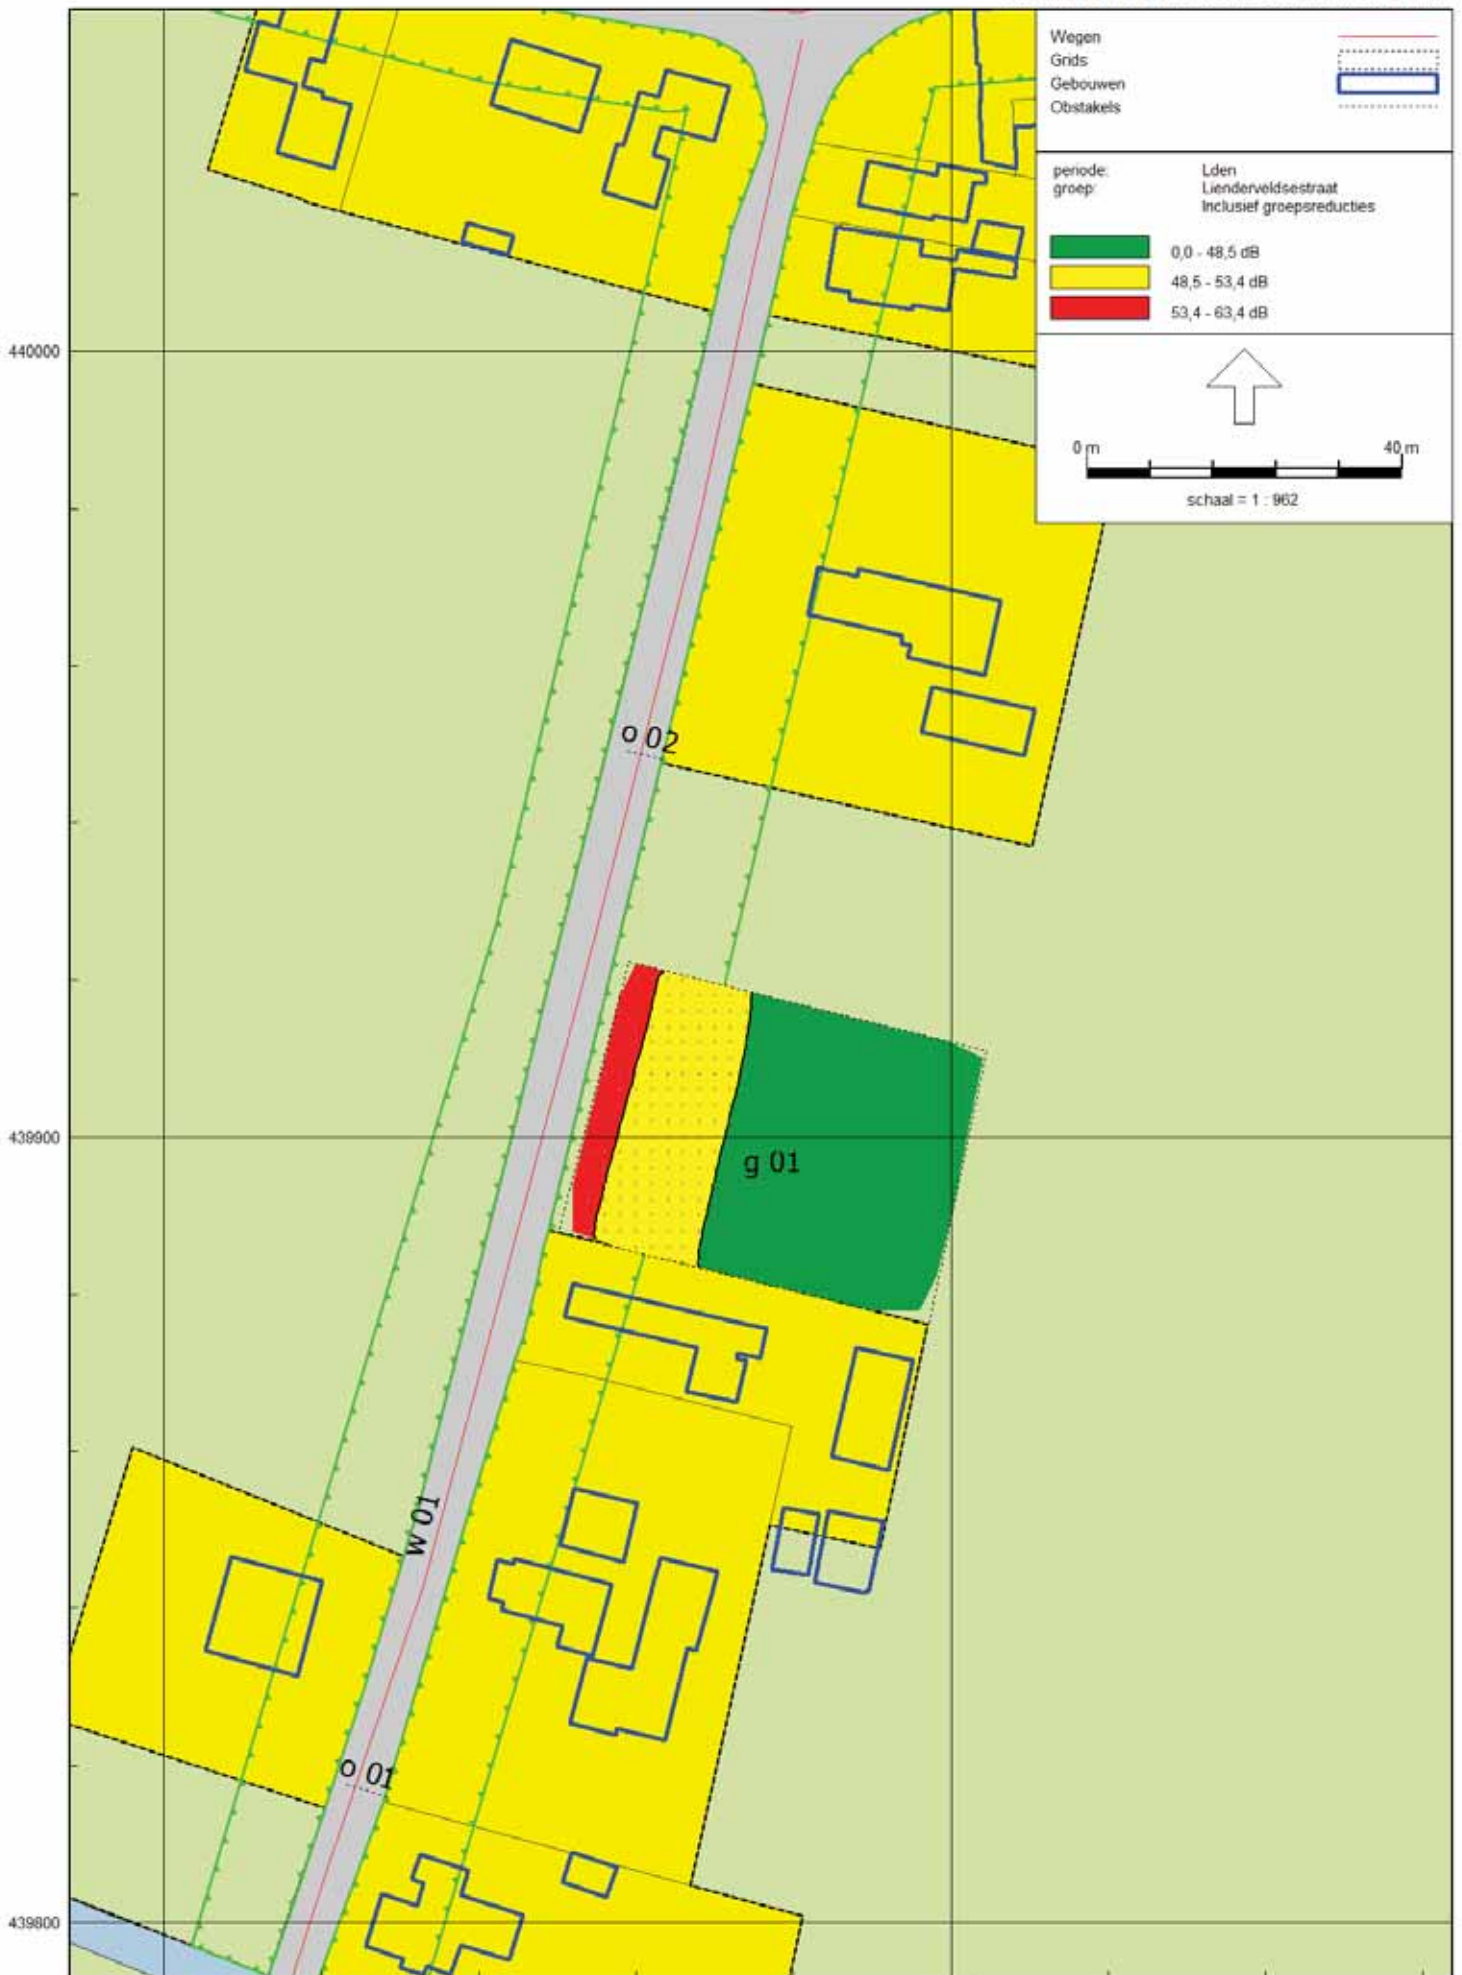 Wegen
Grids
Gebouwen
Obstakels
periode: Lden
groep: Lienderveldsestraat
Inclusief groepsreducties
0,0 - 48,5 dB
48,5 - 53,4 dB
53,4 - 63,4 dB
440000
0 m 40 m
schaal = 1 : 962
o 02
439900
g 01
w 01
o 01
439800